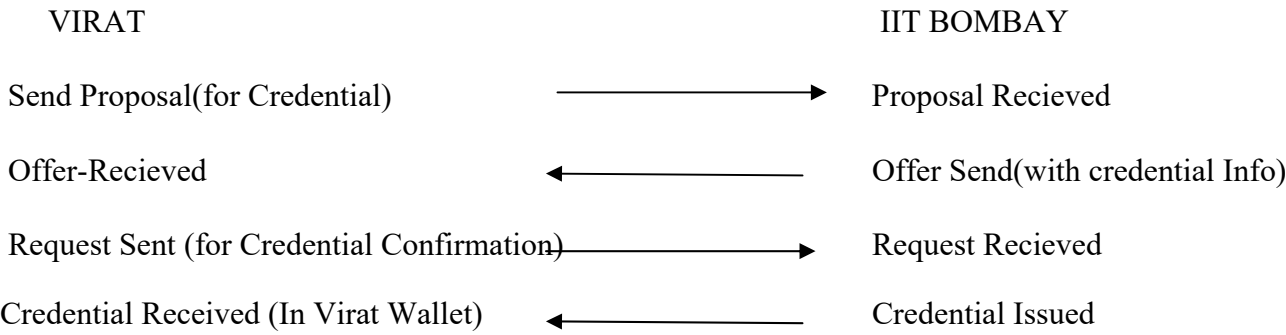 VIRAT IIT BOMBAY
Send Proposal(for Credential) Proposal Recieved
Offer-Recieved Offer Send(with credential Info)
Request Sent (for Credential Confirmation) Request Recieved
Credential Received (In Virat Wallet) Credential Issued